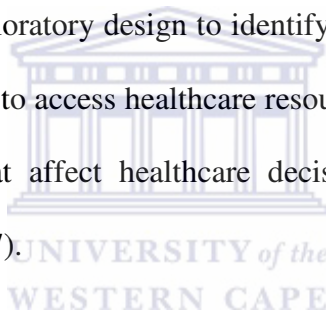 oratory design to identify
to access healthcare resou
at affect healthcare decis
).
UNIVERSITY of the
WESTERN CAPE